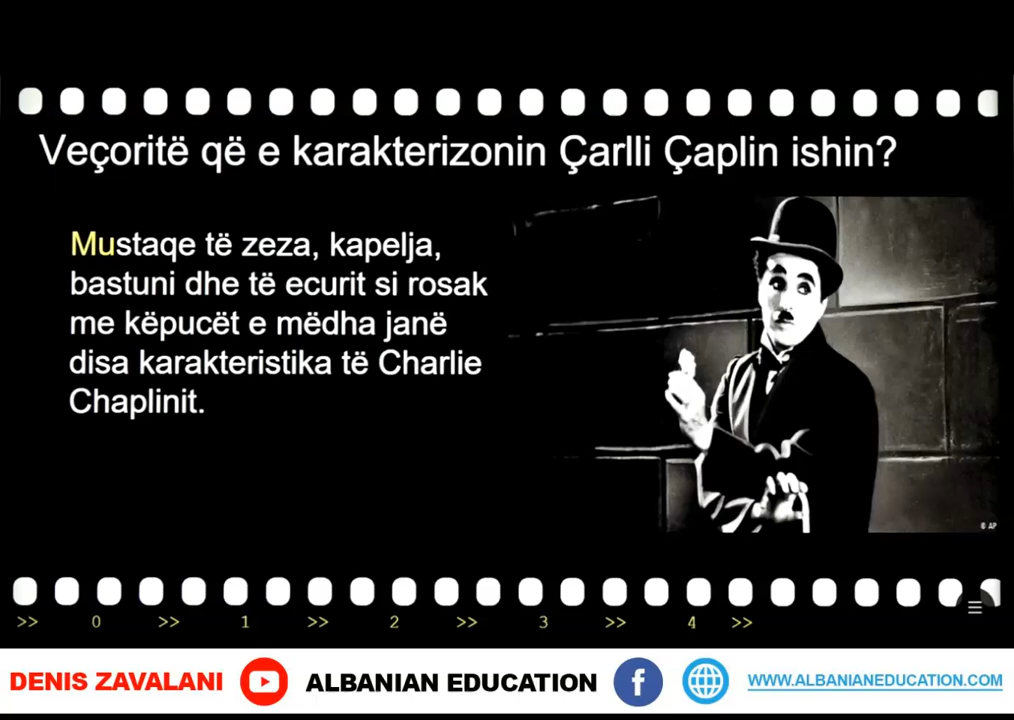 Veçoritë që e karakterizonin Çarlli Çaplin ishin?
Mustaqe të zeza, kapelja,
bastuni dhe të ecurit si rosak
me këpucët e mëdha janë
disa karakteristika të Charlie
Chaplinit.
© AP
>> 0 >> 1 >> 2 >> 3 >> 4 >>
DENIS ZAVALANI ALBANIAN EDUCATION f WWW.ALBANIANEDUCATION.COM